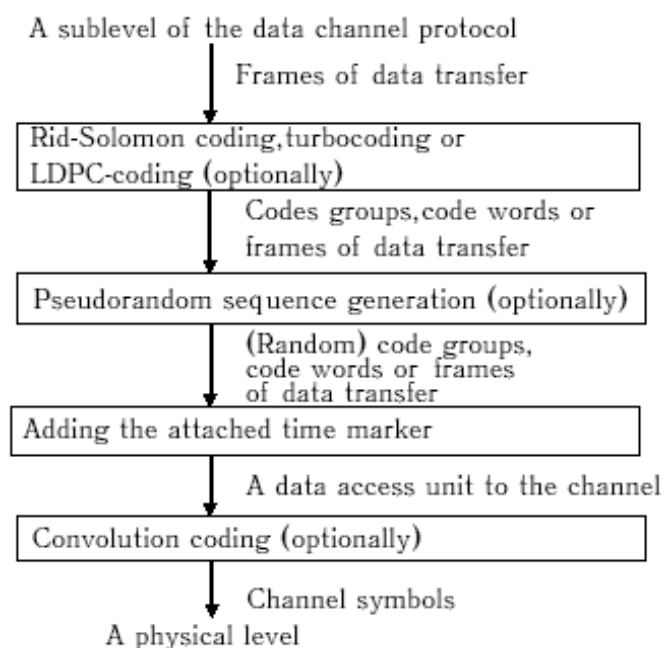 A sublevel of the data channel protocol
Frames of data transfer
Rid-Solomon coding,turbocoding or
LDPC-coding (optionally)
Codes groups,code words or
frames of data transfer
Pseudorandom sequence generation (optionally)
(Random) code groups,
code words or frames
of data transfer
Adding the attached time marker
A data access unit to the channel
Convolution coding (optionally)
Channel symbols
A physical level